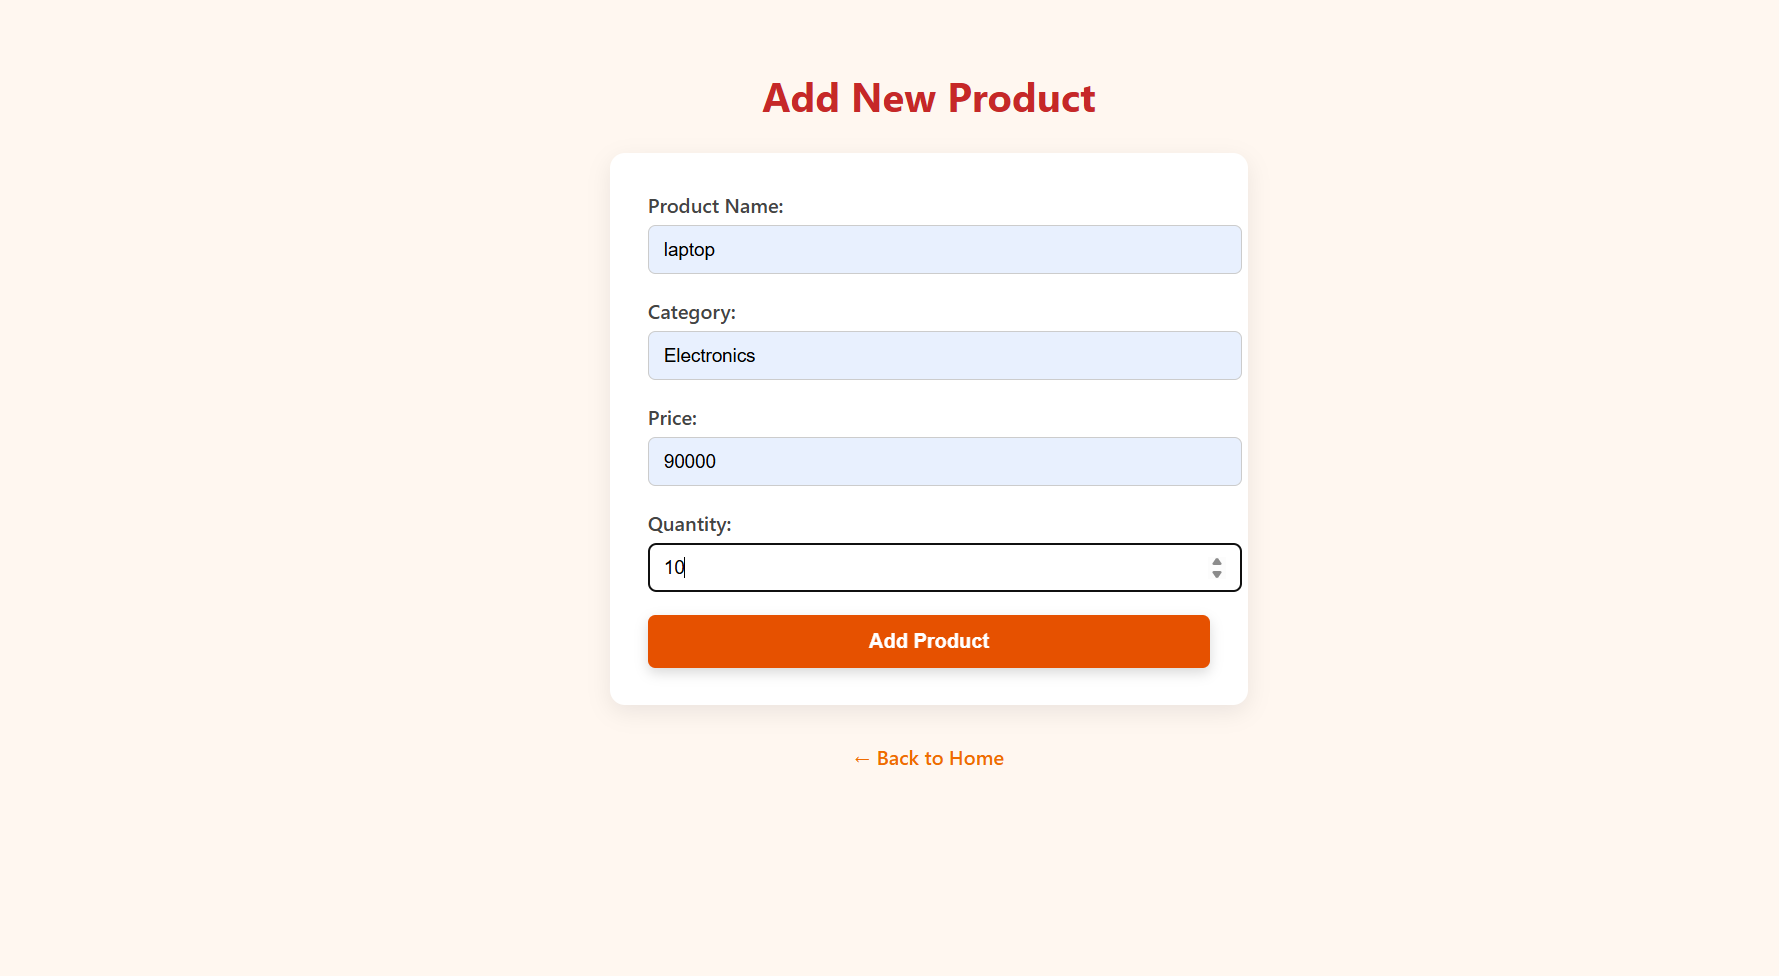 Add New Product
Product Name:
laptop
Category:
Electronics
Price:
90000
Quantity:
10
Add Product
← Back to Home